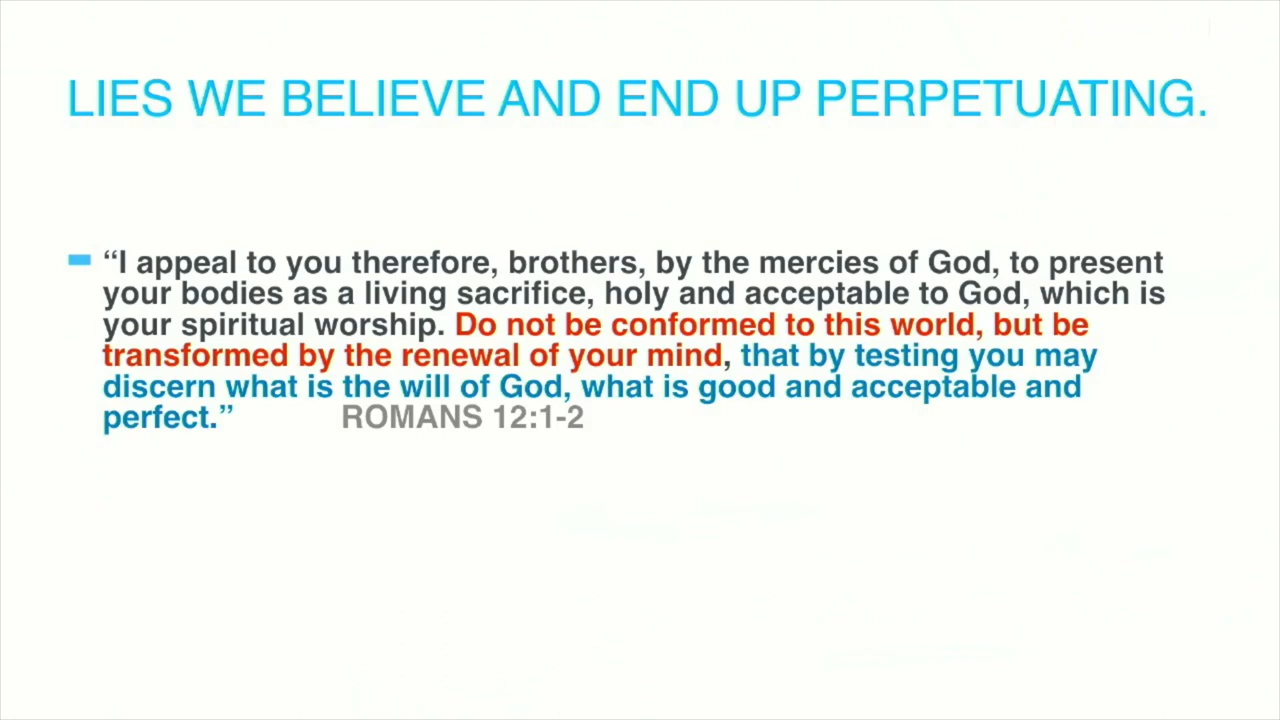 LIES WE BELIEVE AND END UP PERPETUATING.
“I appeal to you therefore, brothers, by the mercies of God, to present
your bodies as a living sacrifice, holy and acceptable to God, which is
your spiritual worship. Do not be conformed to this world, but be
transformed by the renewal of your mind, that by testing you may
discern what is the will of God, what is good and acceptable and
perfect.” ROMANS 12:1-2